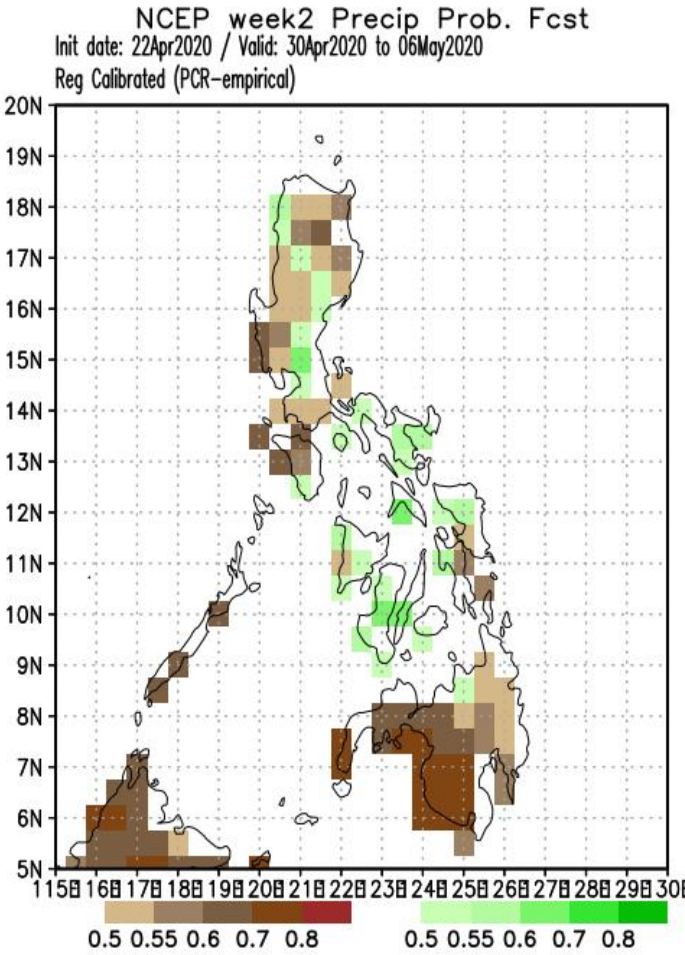 NCEP week2 Precip Prob. Fcst
Init date: 22Apr2020 / Valid: 30Apr2020 to 06May2020
Reg Calibrated (PCR-empirical)
20N
19N
18N
17N
16N
15N
14N
13N
12N
11N
10N
9N
8N
7N
6N
5N
115E 116E 117E 118E 119E 120E 121E 122E 123E 124E 125E 126E 127E 128E 129E 130E
0.5 0.55 0.6 0.7 0.8 0.5 0.55 0.6 0.7 0.8